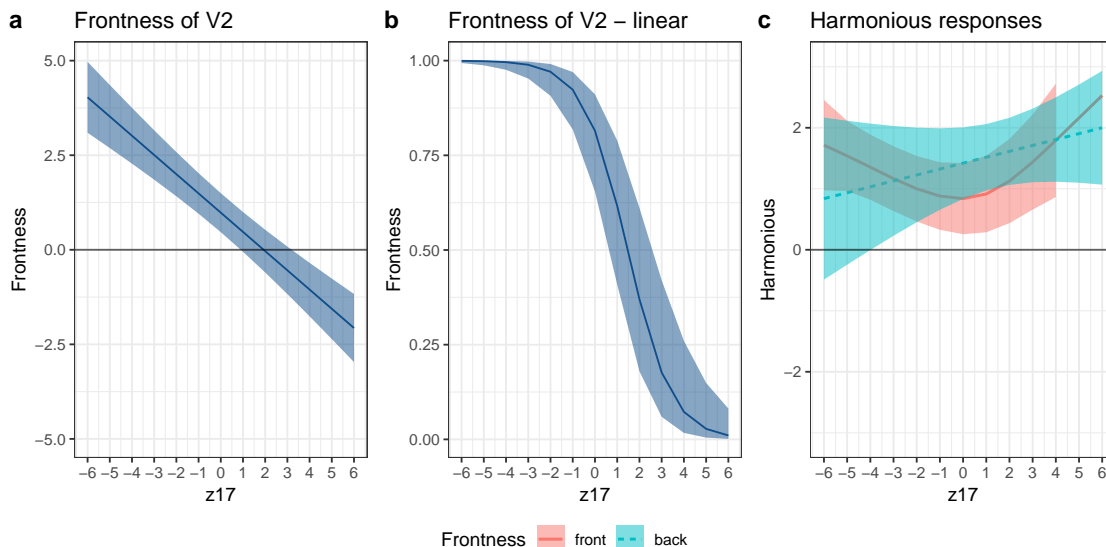 a Frontness of V2
b Frontness of V2 – linear
c Harmonious responses
Frontness
5.0
2.5
0.0
−2.5
−5.0
−6 −5 −4 −3 −2 −1 0 1 2 3 4 5 6
z17
Frontness
1.00
0.75
0.50
0.25
0.00
−6 −5 −4 −3 −2 −1 0 1 2 3 4 5 6
z17
Harmonious
2
0
−2
−6 −5 −4 −3 −2 −1 0 1 2 3 4 5 6
z17
Frontness front back